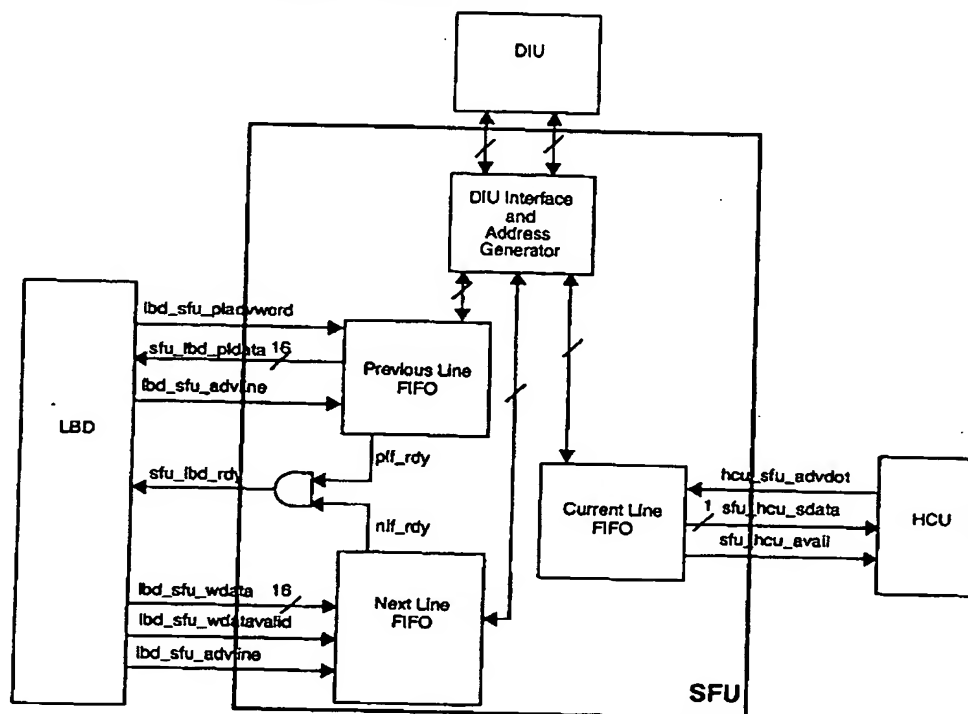 DIU
DIU Interface
and
Address
Generator
lbd_sfu_pladvword
sfu_lbd_pldata 16
lbd_sfu_advline
Previous Line
FIFO
LBD
plf_rdy
sfu_lbd_rdy
nlf_rdy
hcu_sfu_advdot
1 sfu_hcu_sdata
sfu_hcu_avail
Current Line
FIFO
HCU
lbd_sfu_wdata 16
lbd_sfu_wdatavalid
lbd_sfu_advline
Next Line
FIFO
SFU